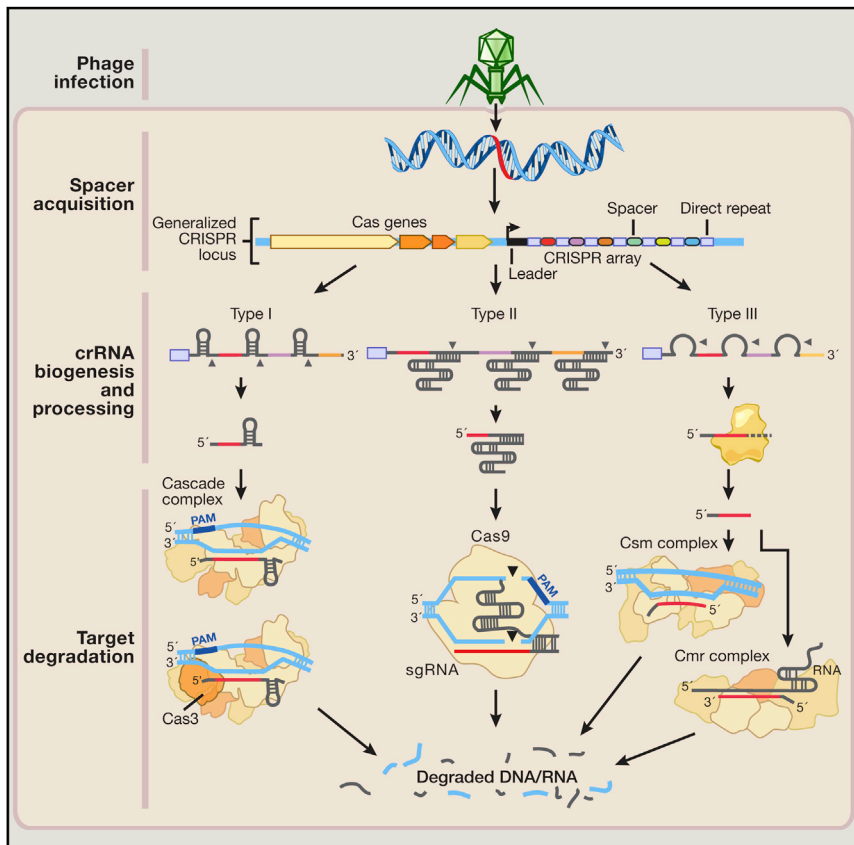 Phage
infection
Spacer
acquisition
Generalized
CRISPR
locus
Cas genes
Spacer
Direct repeat
Leader
CRISPR array
crRNA
biogenesis
and
processing
Type I
3´
Type II
3´
Type III
3´
5´
5´
5´
5´
Target
degradation
Cascade
complex
PAM
5´
3´
5´
PAM
5´
3´
5'
Cas3
Cas9
PAM
5´
3´
sgRNA
Csm complex
5´
3´
5´
Cmr complex
RNA
5´
3´
5´
Degraded DNA/RNA